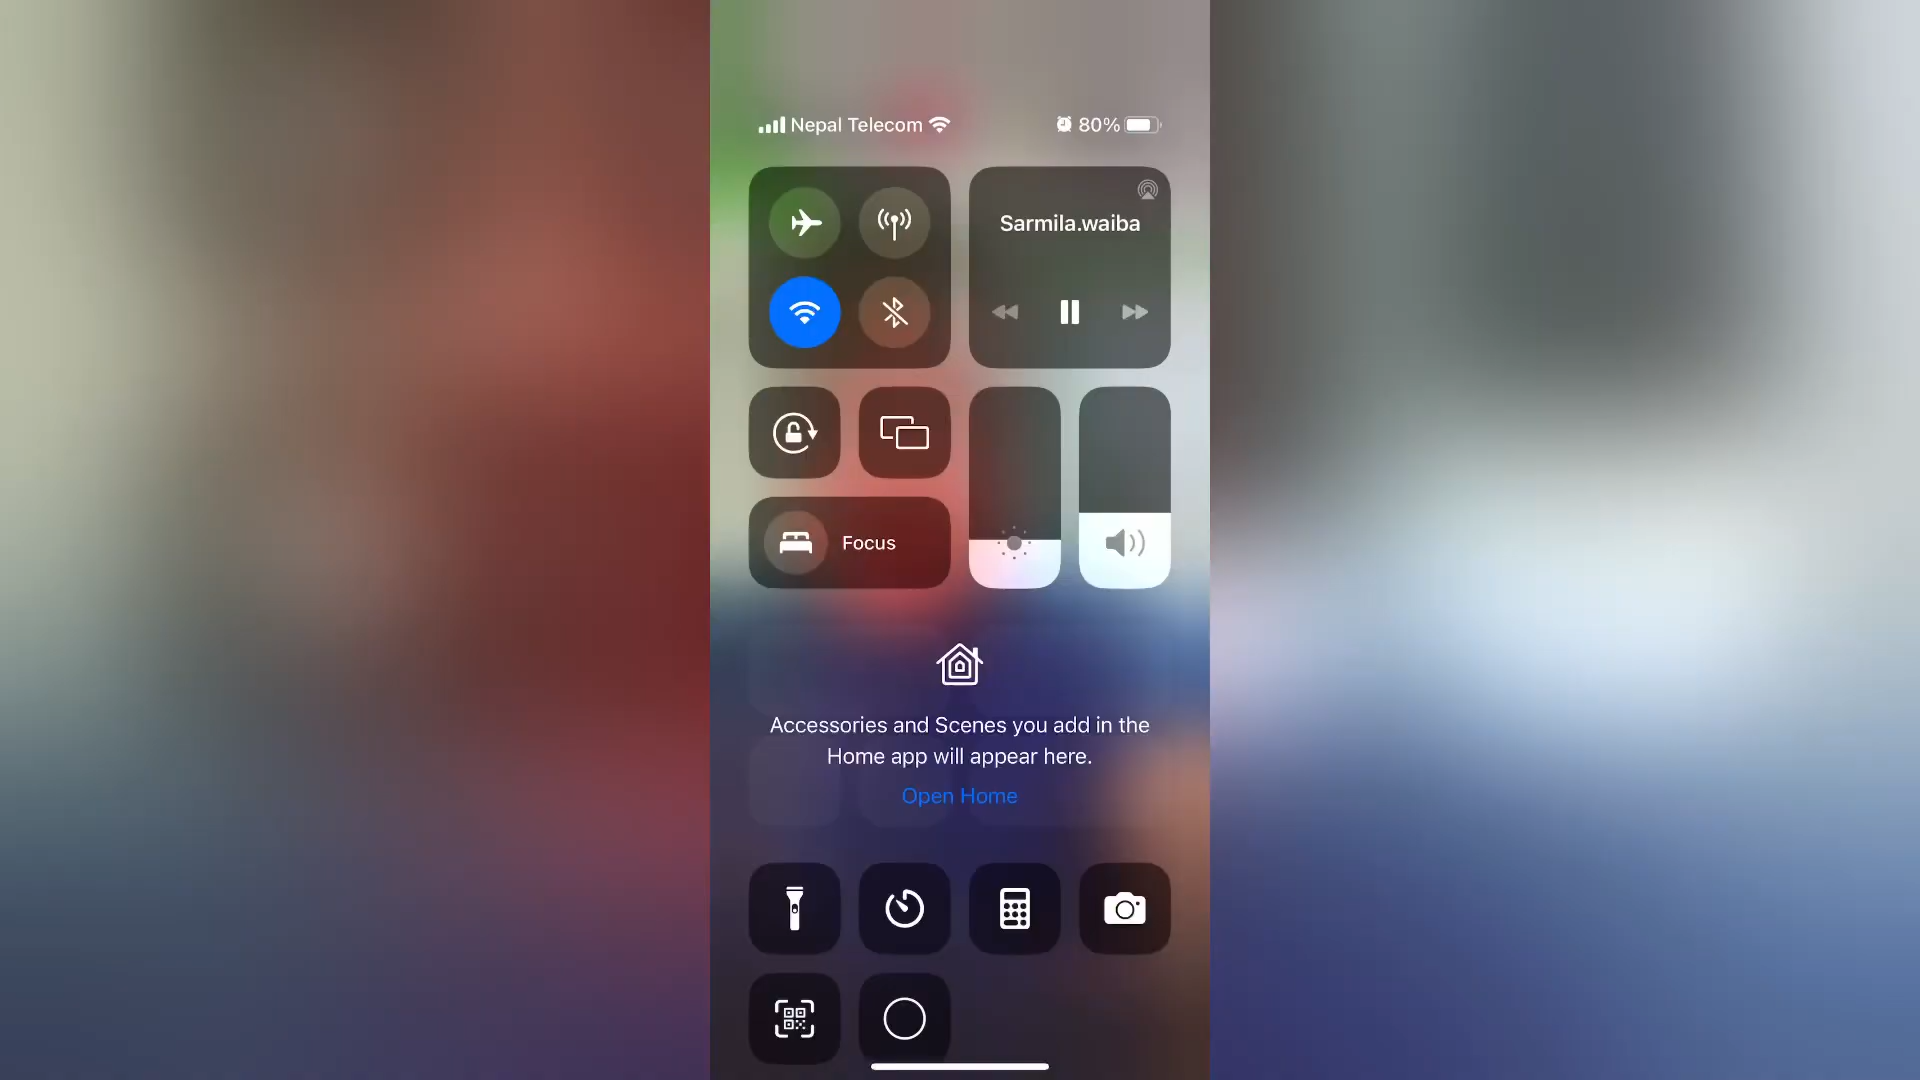 Nepal Telecom
80%
Sarmila.waiba
Focus
Accessories and Scenes you add in the
Home app will appear here.
Open Home